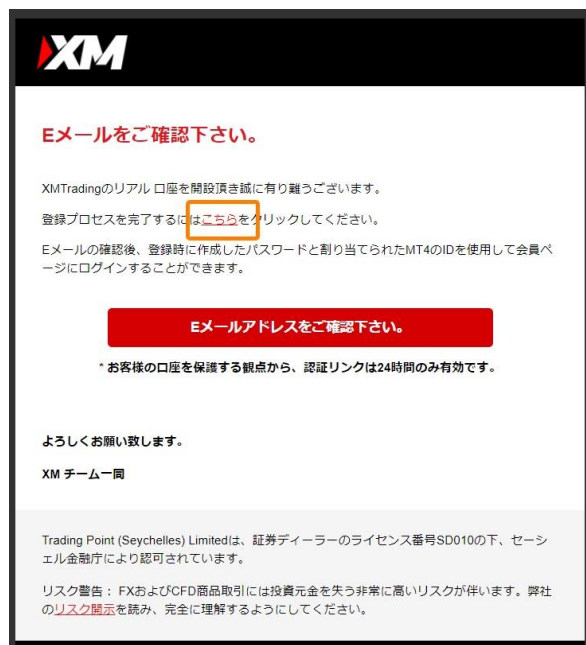 XM
Eメールをご確認下さい。
XMTradingのリアル 口座を開設頂き誠に有り難うございます。
登録プロセスを完了するにはこちらをクリックしてください。
Eメールの確認後、登録時に作成したパスワードと割り当てられたMT4のIDを使用して会員ペ
ージにログインすることができます。
Eメールアドレスをご確認下さい。
* お客様の口座を保護する観点から、認証リンクは24時間のみ有効です。
よろしくお願い致します。
XM チーム一同
Trading Point (Seychelles) Limitedは、証券ディーラーのライセンス番号SD010の下、セーシ
ェル金融庁により認可されています。
リスク警告： FXおよびCFD商品取引には投資元金を失う非常に高いリスクが伴います。弊社
のリスク開示を読み、完全に理解するようにしてください。